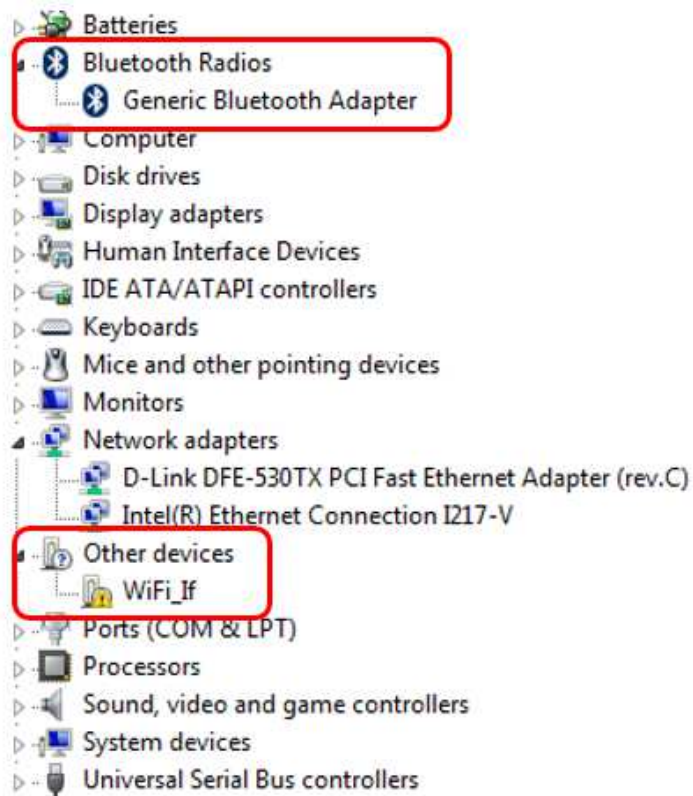 Batteries
Bluetooth Radios
Generic Bluetooth Adapter
Computer
Disk drives
Display adapters
Human Interface Devices
IDE ATA/ATAPI controllers
Keyboards
Mice and other pointing devices
Monitors
Network adapters
D-Link DFE-530TX PCI Fast Ethernet Adapter (rev.C)
Intel(R) Ethernet Connection I217-V
Other devices
WiFi_If
Ports (COM & LPT)
Processors
Sound, video and game controllers
System devices
Universal Serial Bus controllers